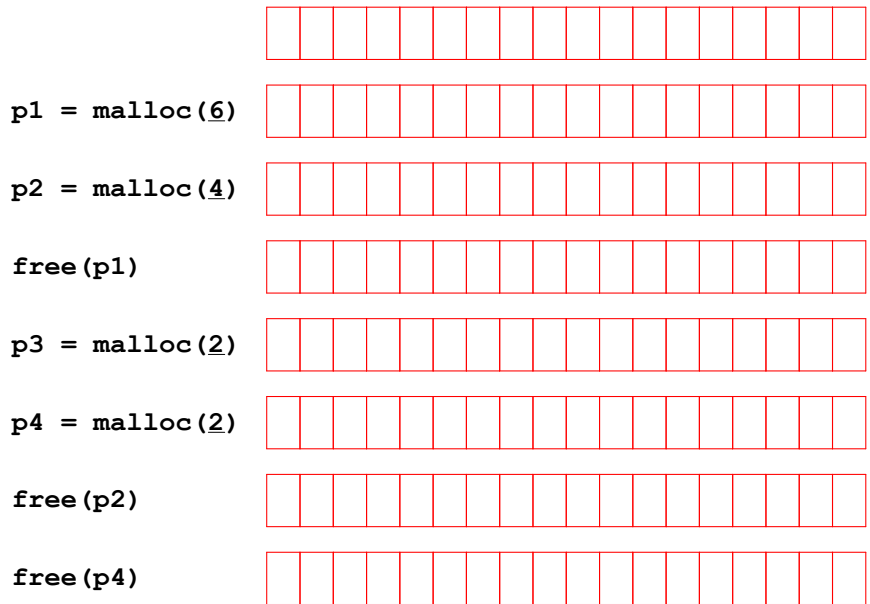 p1 = malloc(6)
p2 = malloc(4)
free(p1)
p3 = malloc(2)
p4 = malloc(2)
free(p2)
free(p4)